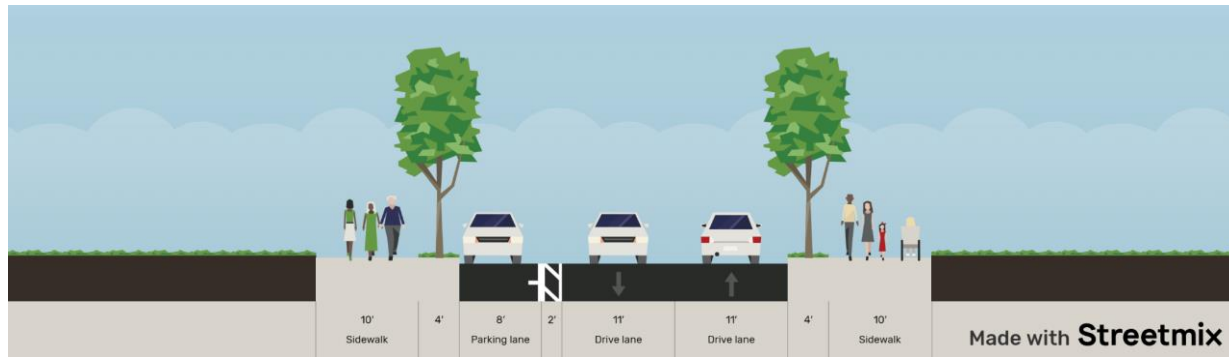 10' 4' 8' 2' 11' 11' 4' 10'
Sidewalk Parking lane Drive lane Drive lane Sidewalk
Made with Streetmix